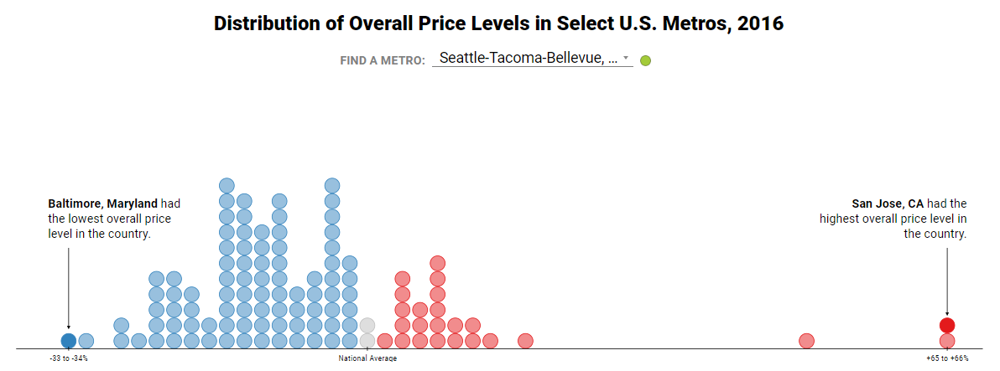 Distribution of Overall Price Levels in Select U.S. Metros, 2016
FIND A METRO: Seattle-Tacoma-Bellevue, ...
Baltimore, Maryland had
the lowest overall price
level in the country.
San Jose, CA had the
highest overall price level in
the country.
-33 to -34%
National Average
+65 to +66%